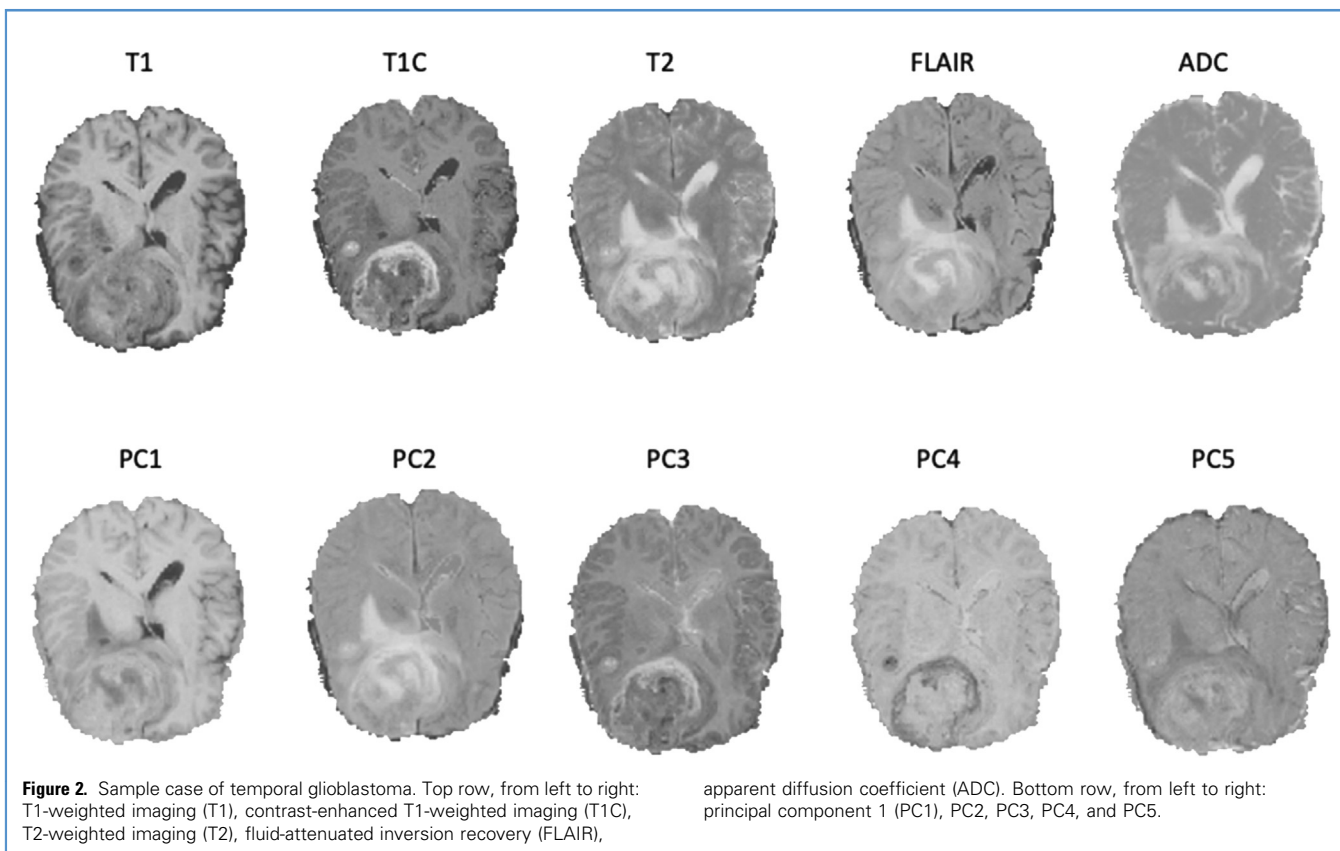 T1 T1C T2 FLAIR ADC
PC1 PC2 PC3 PC4 PC5
Figure 2. Sample case of temporal glioblastoma. Top row, from left to right:
T1-weighted imaging (T1), contrast-enhanced T1-weighted imaging (T1C),
T2-weighted imaging (T2), fluid-attenuated inversion recovery (FLAIR),
apparent diffusion coefficient (ADC). Bottom row, from left to right:
principal component 1 (PC1), PC2, PC3, PC4, and PC5.